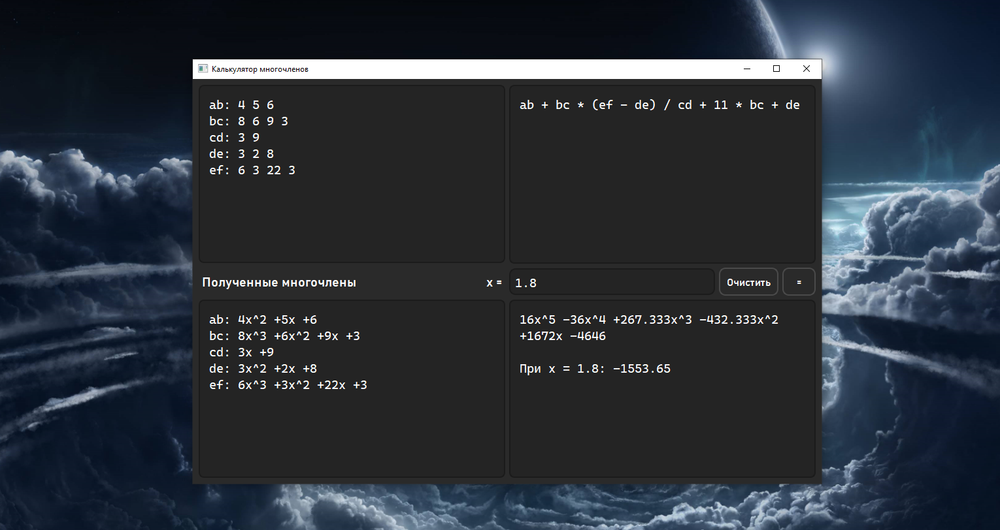 Калькулятор многочленов
ab: 4 5 6
bc: 8 6 9 3
cd: 3 9
de: 3 2 8
ef: 6 3 22 3
ab + bc * (ef - de) / cd + 11 * bc + de
Полученные многочлены
x =
1.8
Очистить
=
ab: 4x^2 +5x +6
bc: 8x^3 +6x^2 +9x +3
cd: 3x +9
de: 3x^2 +2x +8
ef: 6x^3 +3x^2 +22x +3
16x^5 -36x^4 +267.333x^3 -432.333x^2
+1672x -4646
При x = 1.8: -1553.65